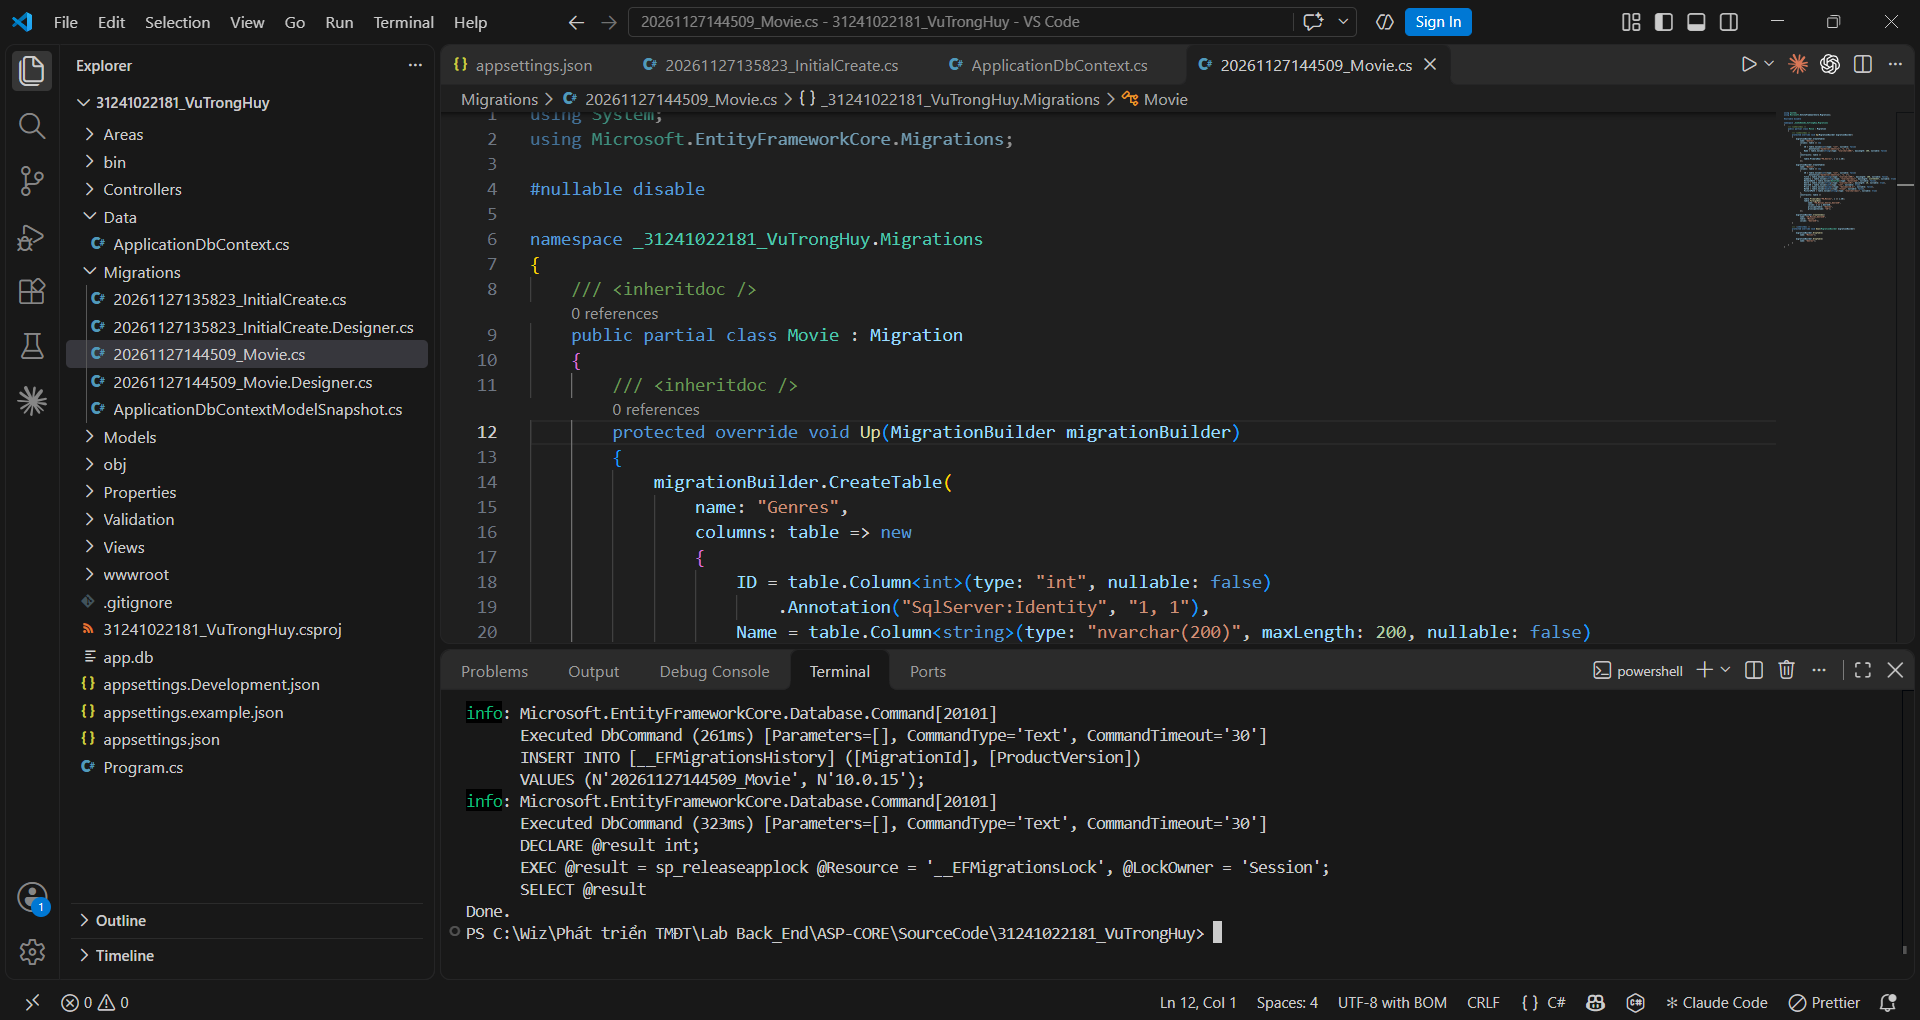 File Edit Selection View Go Run Terminal Help
20261127144509_Movie.cs - 31241022181_VuTrongHuy - VS Code
Sign In
Explorer
31241022181_VuTrongHuy
Areas
bin
Controllers
Data
C# ApplicationDbContext.cs
Migrations
C# 20261127135823_InitialCreate.cs
C# 20261127135823_InitialCreate.Designer.cs
C# 20261127144509_Movie.cs
C# 20261127144509_Movie.Designer.cs
C# ApplicationDbContextModelSnapshot.cs
Models
obj
Properties
Validation
Views
wwwroot
.gitignore
31241022181_VuTrongHuy.csproj
app.db
{} appsettings.Development.json
{} appsettings.example.json
{} appsettings.json
C# Program.cs
Outline
Timeline
{} appsettings.json C# 20261127135823_InitialCreate.cs C# ApplicationDbContext.cs C# 20261127144509_Movie.cs
Migrations > C# 20261127144509_Movie.cs > {} _31241022181_VuTrongHuy.Migrations > Movie
1 using System;
2 using Microsoft.EntityFrameworkCore.Migrations;
3
4 #nullable disable
5
6 namespace _31241022181_VuTrongHuy.Migrations
7 {
8 /// <inheritdoc />
0 references
9 public partial class Movie : Migration
10 {
11 /// <inheritdoc />
0 references
12 protected override void Up(MigrationBuilder migrationBuilder)
13 {
14 migrationBuilder.CreateTable(
15 name: "Genres",
16 columns: table => new
17 {
18 ID = table.Column<int>(type: "int", nullable: false)
19 .Annotation("SqlServer:Identity", "1, 1"),
20 Name = table.Column<string>(type: "nvarchar(200)", maxLength: 200, nullable: false)
Problems Output Debug Console Terminal Ports
powershell
info: Microsoft.EntityFrameworkCore.Database.Command[20101]
Executed DbCommand (261ms) [Parameters=[], CommandType='Text', CommandTimeout='30']
INSERT INTO [__EFMigrationsHistory] ([MigrationId], [ProductVersion])
VALUES (N'20261127144509_Movie', N'10.0.15');
info: Microsoft.EntityFrameworkCore.Database.Command[20101]
Executed DbCommand (323ms) [Parameters=[], CommandType='Text', CommandTimeout='30']
DECLARE @result int;
EXEC @result = sp_releaseapplock @Resource = '__EFMigrationsLock', @LockOwner = 'Session';
SELECT @result
Done.
PS C:\Wiz\Phát triển TMĐT\Lab Back_End\ASP-CORE\SourceCode\31241022181_VuTrongHuy>
1
0 0
Ln 12, Col 1 Spaces: 4 UTF-8 with BOM CRLF {} C# Claude Code Prettier